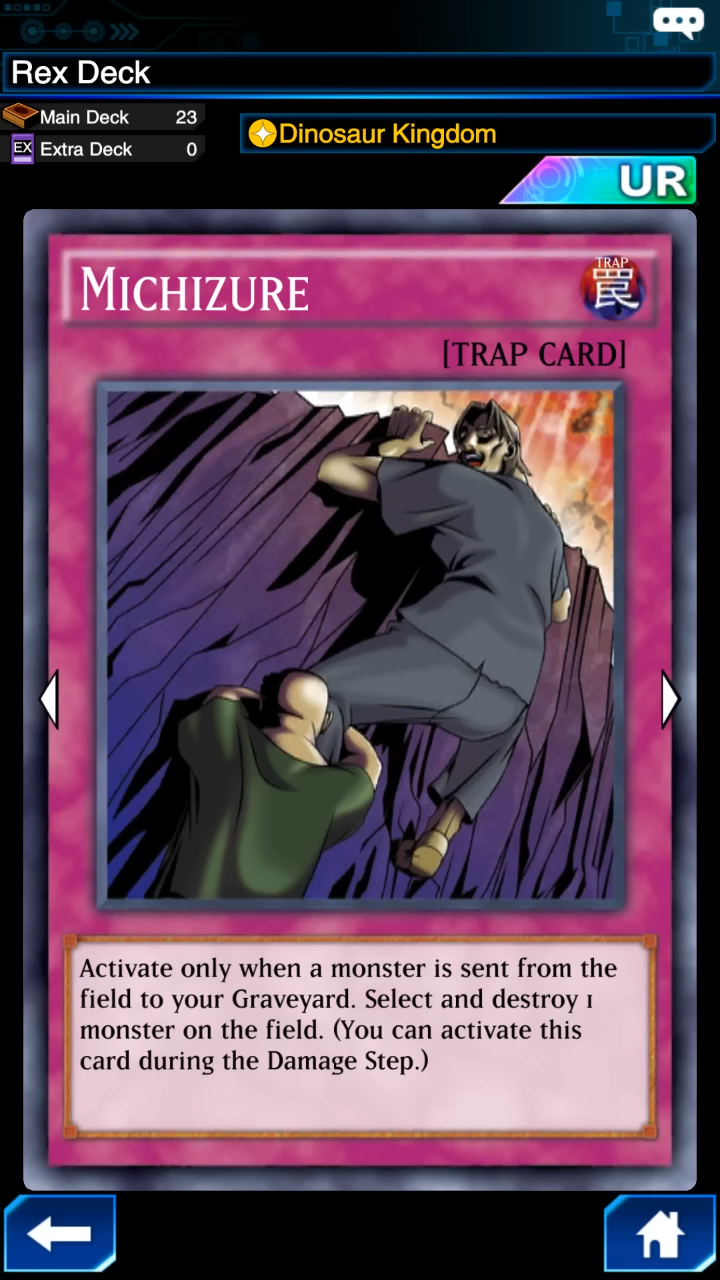 Rex Deck
Main Deck 23
EX Extra Deck 0
Dinosaur Kingdom
UR
MICHIZURE
TRAP
罠
[TRAP CARD]
Activate only when a monster is sent from the
field to your Graveyard. Select and destroy 1
monster on the field. (You can activate this
card during the Damage Step.)